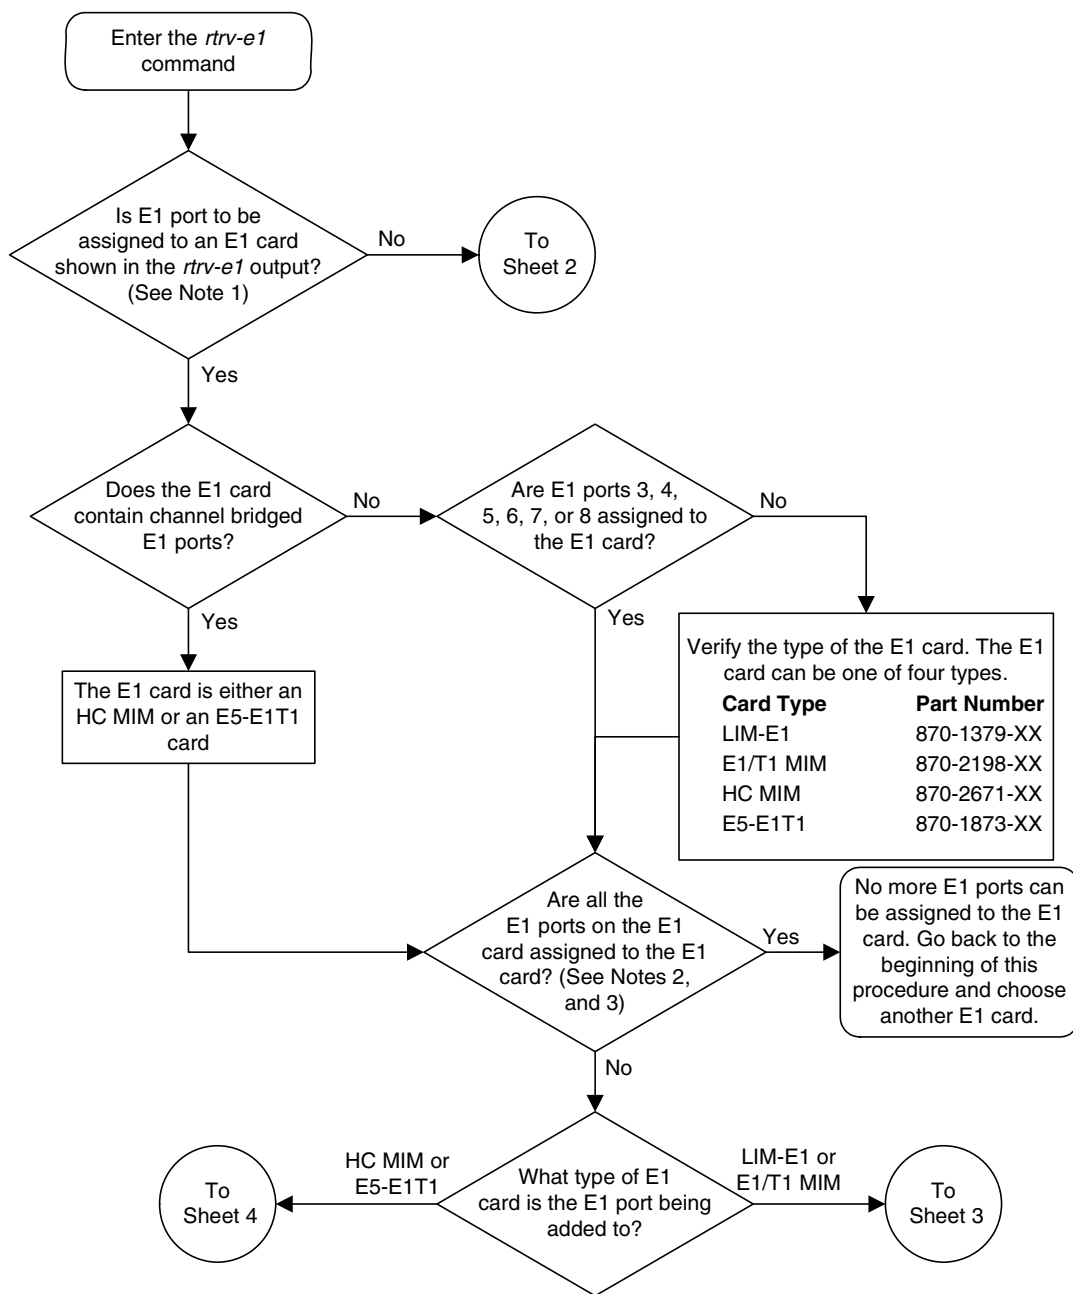 Enter the rtrv-e1
command
Is E1 port to be
assigned to an E1 card
shown in the rtrv-e1 output?
(See Note 1)
No
To
Sheet 2
Yes
Does the E1 card
contain channel bridged
E1 ports?
No
Are E1 ports 3, 4,
5, 6, 7, or 8 assigned to
the E1 card?
No
Yes
Yes
The E1 card is either an
HC MIM or an E5-E1T1
card
Verify the type of the E1 card. The E1
card can be one of four types.
Card Type Part Number
LIM-E1 870-1379-XX
E1/T1 MIM 870-2198-XX
HC MIM 870-2671-XX
E5-E1T1 870-1873-XX
Are all the
E1 ports on the E1
card assigned to the E1
card? (See Notes 2,
and 3)
Yes
No more E1 ports can
be assigned to the E1
card. Go back to the
beginning of this
procedure and choose
another E1 card.
No
What type of E1
card is the E1 port being
added to?
HC MIM or
E5-E1T1
To
Sheet 4
LIM-E1 or
E1/T1 MIM
To
Sheet 3